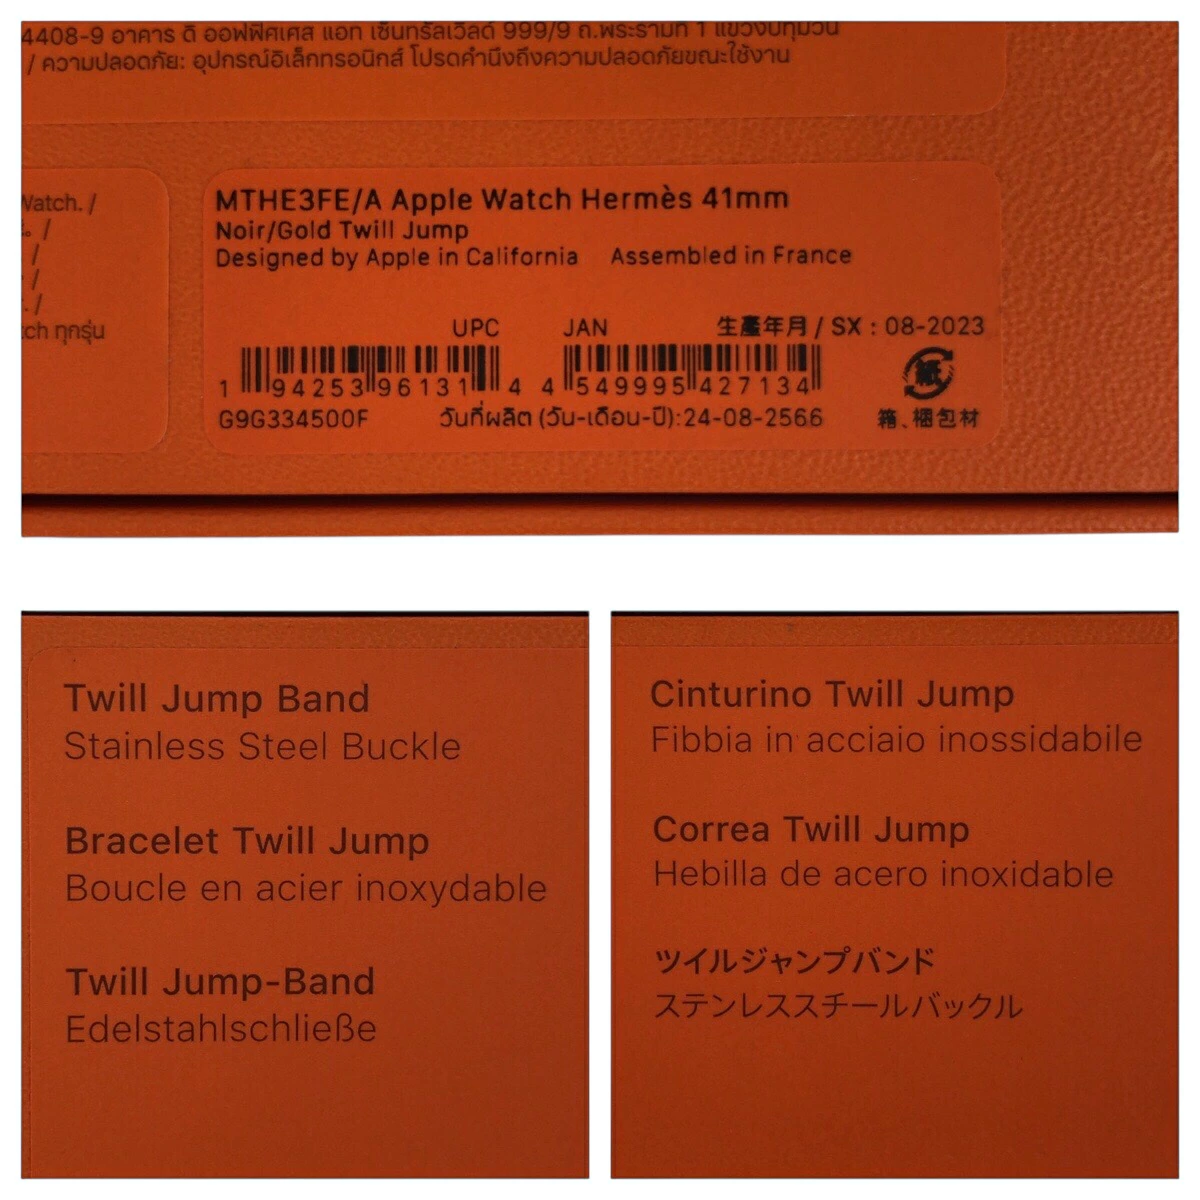 4408-9 อาคาร ดิ ออฟฟิศเศส แอท เซ็นทรัลเวิลด์ 999/9 ถ.พระรามที่ 1 แขวงปทุมวัน
/ ความปลอดภัย: อุปกรณ์อิเล็กทรอนิกส์ โปรดคำนึงถึงความปลอดภัยขณะใช้งาน
Watch. /
/
/
/
. /
ch ทุกรุ่น
MTHE3FE/A Apple Watch Hermès 41mm
Noir/Gold Twill Jump
Designed by Apple in California Assembled in France
UPC JAN 生產年月 / SX : 08-2023
1 94253 96131 4 4 549995 427134
G9G334500F วันที่ผลิต (วัน-เดือน-ปี):24-08-2566
紙
箱、梱包材
Twill Jump Band
Stainless Steel Buckle
Bracelet Twill Jump
Boucle en acier inoxydable
Twill Jump-Band
Edelstahlschließe
Cinturino Twill Jump
Fibbia in acciaio inossidabile
Correa Twill Jump
Hebilla de acero inoxidable
ツイルジャンプバンド
ステンレススチールバックル